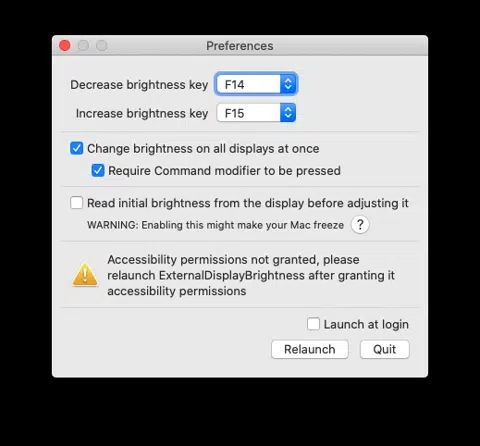 Preferences
Decrease brightness key F14
Increase brightness key F15
Change brightness on all displays at once
Require Command modifier to be pressed
Read initial brightness from the display before adjusting it
WARNING: Enabling this might make your Mac freeze ?
Accessibility permissions not granted, please
relaunch ExternalDisplayBrightness after granting it
accessibility permissions
Launch at login
Relaunch Quit